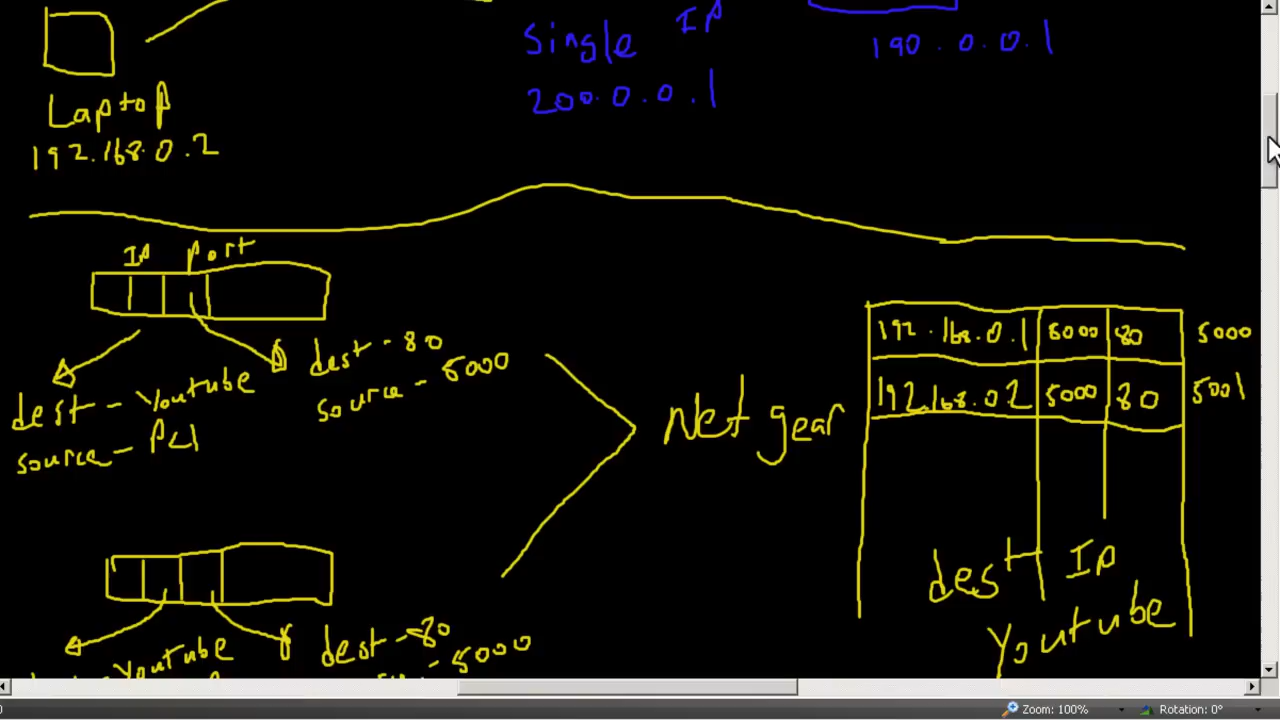 Single IP
200.0.0.1
190.0.0.1
Laptop
192.168.0.2
IP Port
dest - 80
source - 5000
dest - Youtube
source - PC1
Net gear
192.168.0.1 5000 80 5000
192.168.0.2 5000 80 5001
dest IP
Youtube
dest - 80
- 5000
Youtube
Zoom: 100%
Rotation: 0°